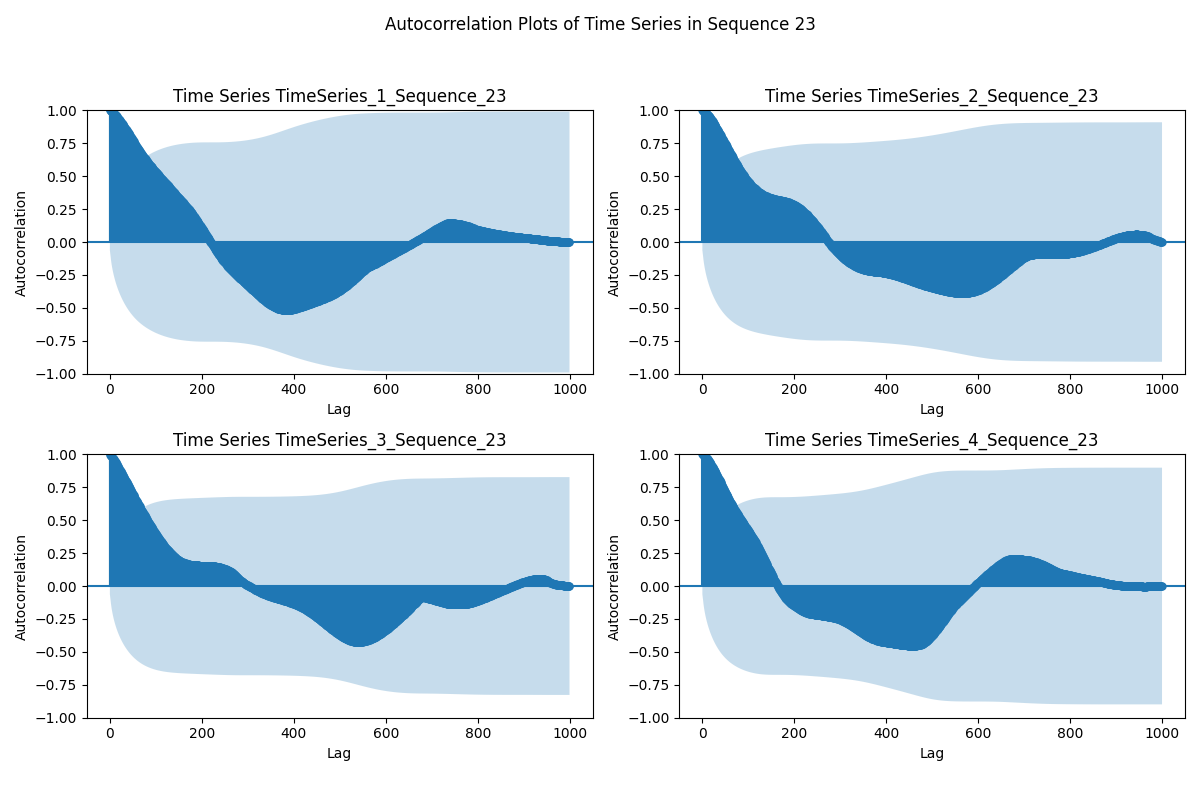 Autocorrelation Plots of Time Series in Sequence 23
Time Series TimeSeries_1_Sequence_23
1.00
0.75
0.50
0.25
0.00
−0.25
−0.50
−0.75
−1.00
Autocorrelation
0 200 400 600 800 1000
Lag
Time Series TimeSeries_2_Sequence_23
1.00
0.75
0.50
0.25
0.00
−0.25
−0.50
−0.75
−1.00
Autocorrelation
0 200 400 600 800 1000
Lag
Time Series TimeSeries_3_Sequence_23
1.00
0.75
0.50
0.25
0.00
−0.25
−0.50
−0.75
−1.00
Autocorrelation
0 200 400 600 800 1000
Lag
Time Series TimeSeries_4_Sequence_23
1.00
0.75
0.50
0.25
0.00
−0.25
−0.50
−0.75
−1.00
Autocorrelation
0 200 400 600 800 1000
Lag